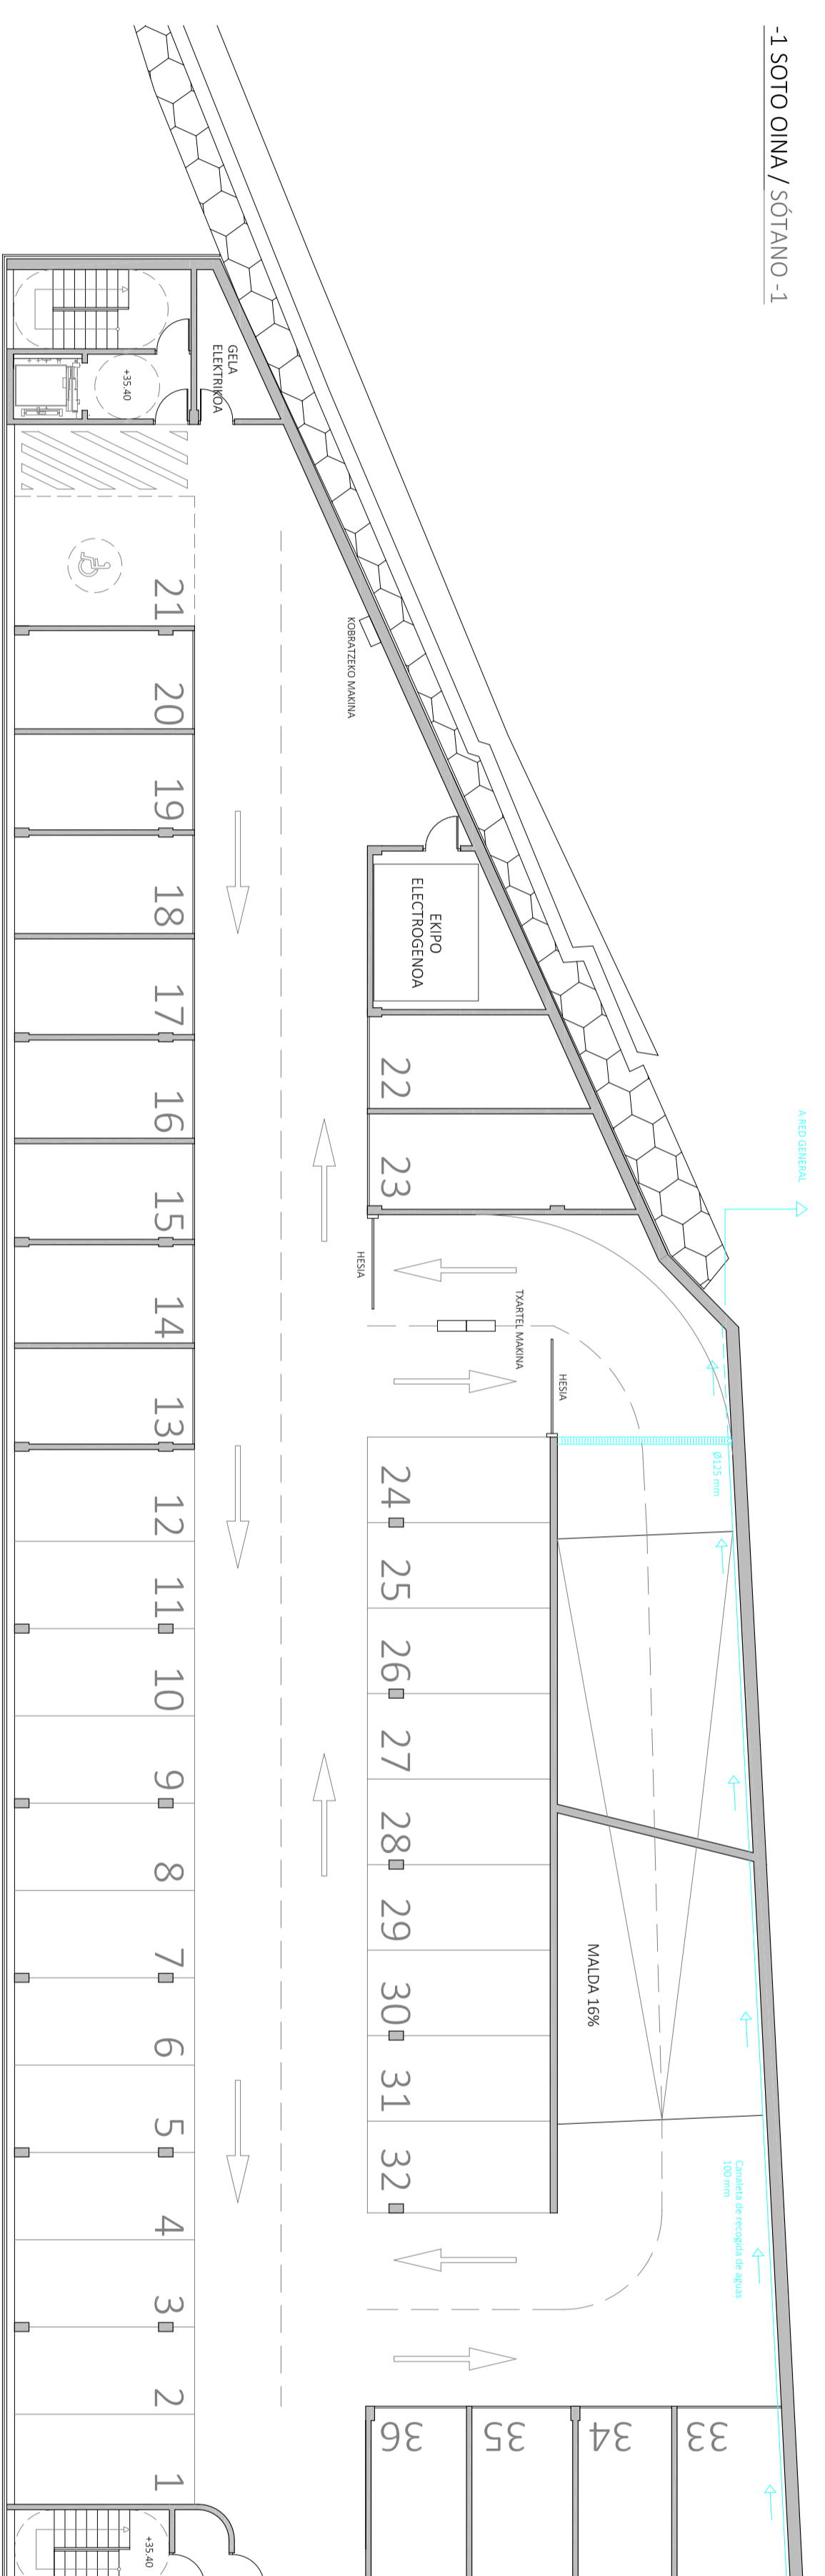 -1 SOTO OINA / SÓTANO -1
GELA
ELEKTRIKOA
+35.40
KOBRATZEKO MAKINA
EKIPO
ELECTROGENOA
A RED GENERAL
HESIA
TXARTEL MAKINA
HESIA
Ø125 mm
MALDA 16%
Canaleta de recogida de aguas
100 mm
+35.40
21
20
19
18
17
16
15
14
13
12
11
10
9
8
7
6
5
4
3
2
1
22
23
24
25
26
27
28
29
30
31
32
33
34
35
36